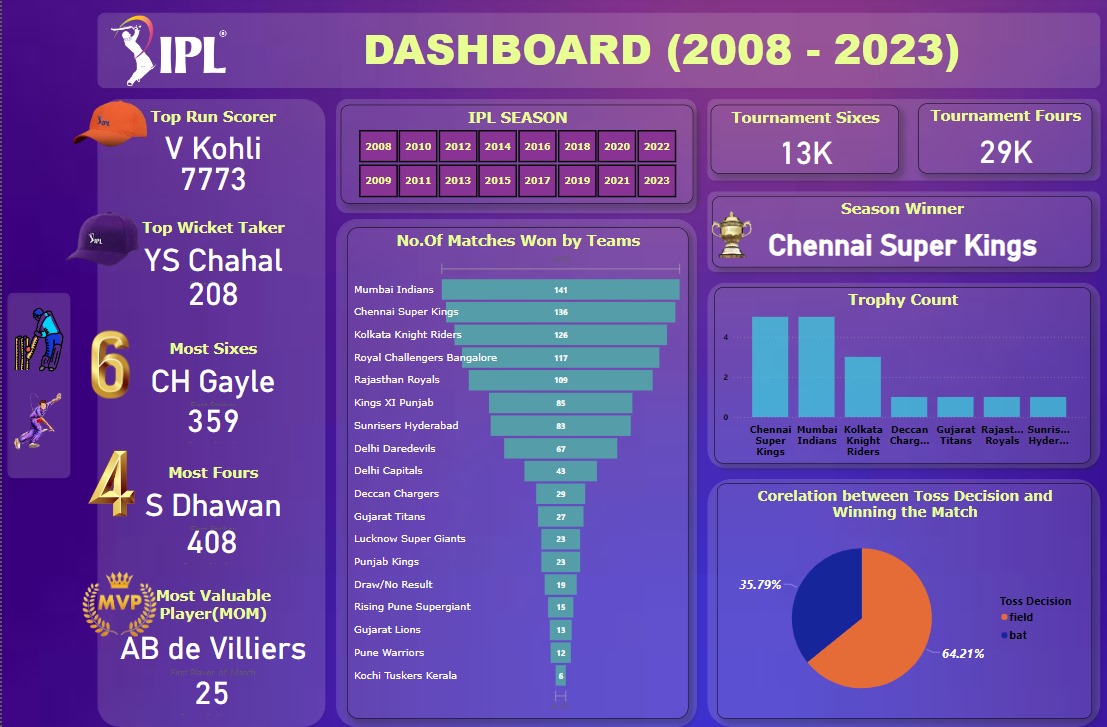 IPL
DASHBOARD (2008 - 2023)
Top Run Scorer
V Kohli
7773
Top Wicket Taker
YS Chahal
208
6
Most Sixes
CH Gayle
359
4
Most Fours
S Dhawan
408
MVP
Most Valuable
Player(MOM)
AB de Villiers
First Player of Match
25
IPL SEASON
2008 2010 2012 2014 2016 2018 2020 2022
2009 2011 2013 2015 2017 2019 2021 2023
No.Of Matches Won by Teams
Mumbai Indians 141
Chennai Super Kings 136
Kolkata Knight Riders 126
Royal Challengers Bangalore 117
Rajasthan Royals 109
Kings XI Punjab 85
Sunrisers Hyderabad 83
Delhi Daredevils 67
Delhi Capitals 43
Deccan Chargers 29
Gujarat Titans 27
Lucknow Super Giants 23
Punjab Kings 23
Draw/No Result 19
Rising Pune Supergiant 15
Gujarat Lions 13
Pune Warriors 12
Kochi Tuskers Kerala 6
Tournament Sixes
13K
Tournament Fours
29K
Season Winner
Chennai Super Kings
Trophy Count
4
2
0
Chennai Super Kings
Mumbai Indians
Kolkata Knight Riders
Deccan Charg...
Gujarat Titans
Rajast... Royals
Sunris... Hyder...
Corelation between Toss Decision and
Winning the Match
35.79%
64.21%
Toss Decision
field
bat